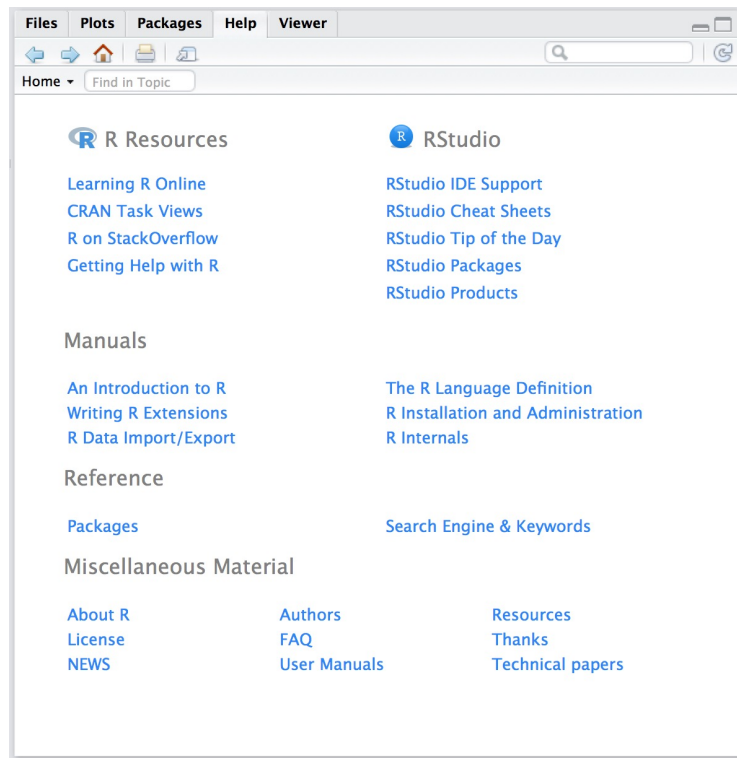 Files Plots Packages Help Viewer
Home Find in Topic
R R Resources
R RStudio
Learning R Online
CRAN Task Views
R on StackOverflow
Getting Help with R
RStudio IDE Support
RStudio Cheat Sheets
RStudio Tip of the Day
RStudio Packages
RStudio Products
Manuals
An Introduction to R
Writing R Extensions
R Data Import/Export
The R Language Definition
R Installation and Administration
R Internals
Reference
Packages
Search Engine & Keywords
Miscellaneous Material
About R
License
NEWS
Authors
FAQ
User Manuals
Resources
Thanks
Technical papers